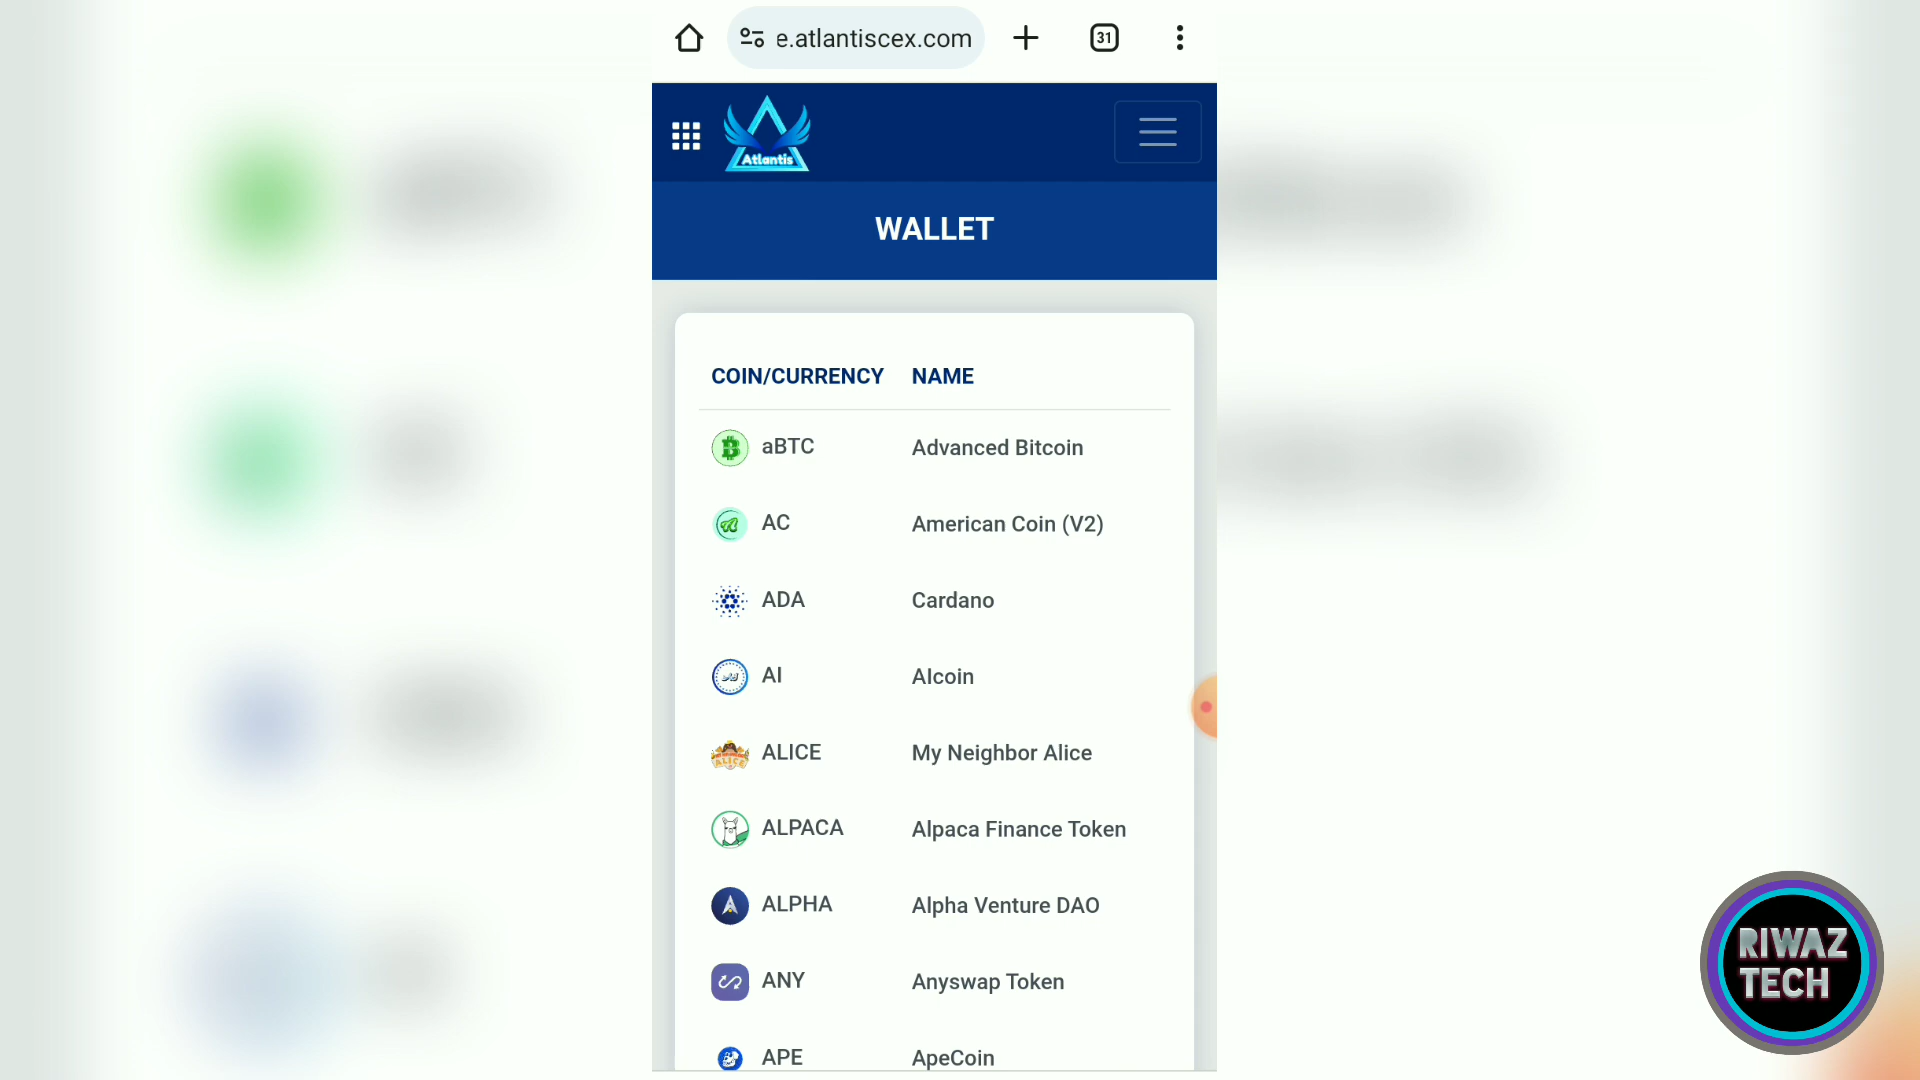 e.atlantiscex.com
31
Atlantis
WALLET
COIN/CURRENCY NAME
aBTC Advanced Bitcoin
AC American Coin (V2)
ADA Cardano
AI AIcoin
ALICE My Neighbor Alice
ALPACA Alpaca Finance Token
ALPHA Alpha Venture DAO
ANY Anyswap Token
APE ApeCoin
RIWAZ
TECH